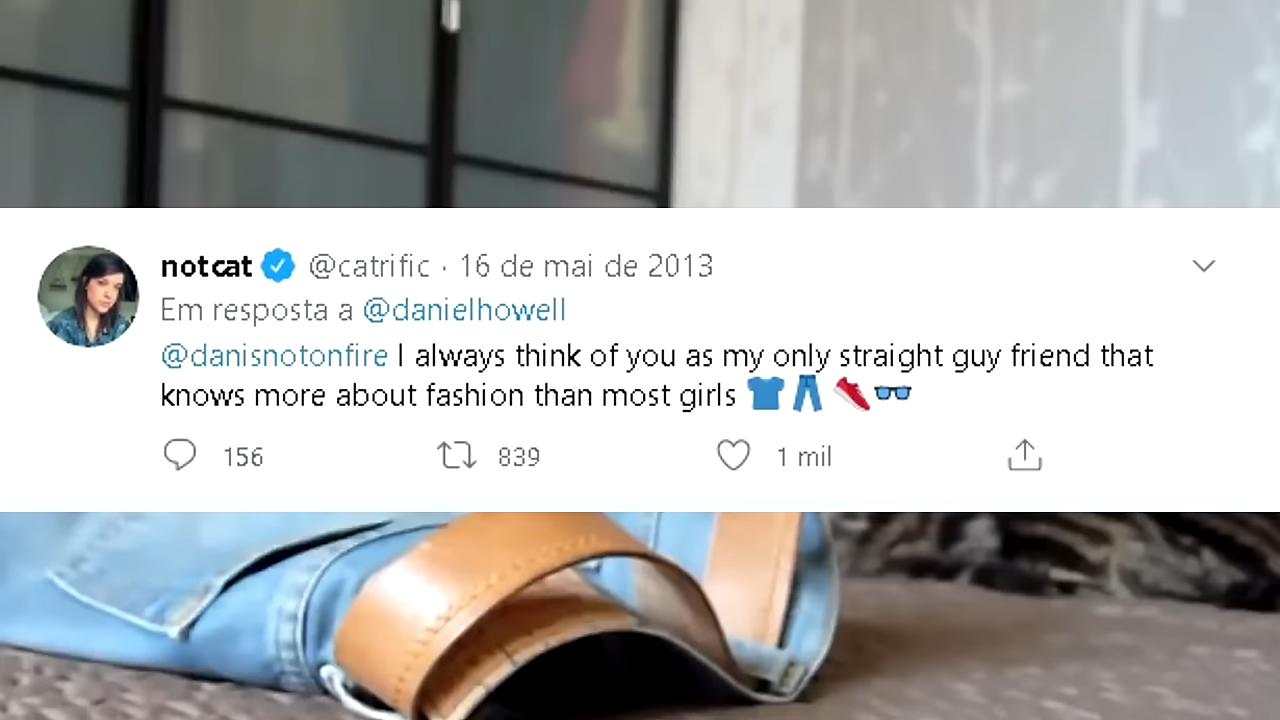 notcat @catrific · 16 de mai de 2013
Em resposta a @danielhowell
@danisnotonfire I always think of you as my only straight guy friend that
knows more about fashion than most girls 👕👖👟👓
156 839 1 mil